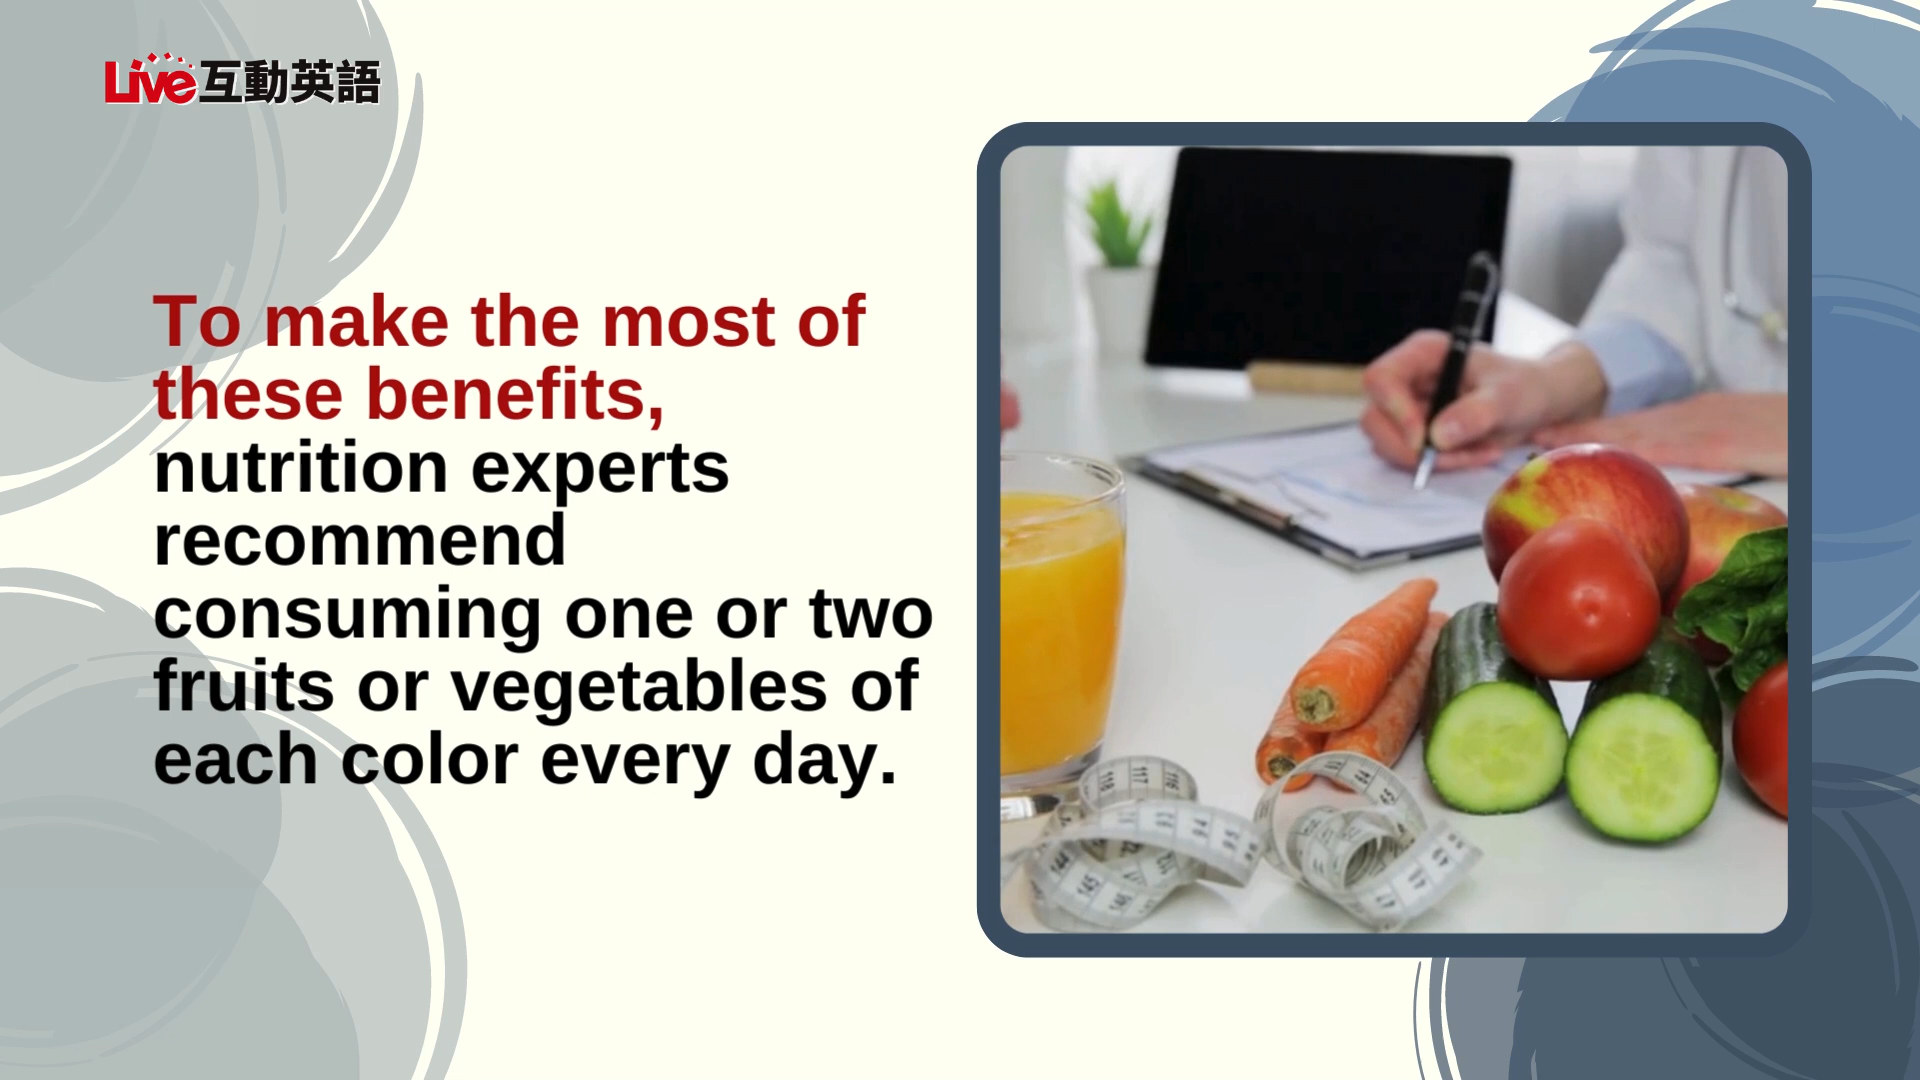 Live互動英語
To make the most of
these benefits,
nutrition experts
recommend
consuming one or two
fruits or vegetables of
each color every day.